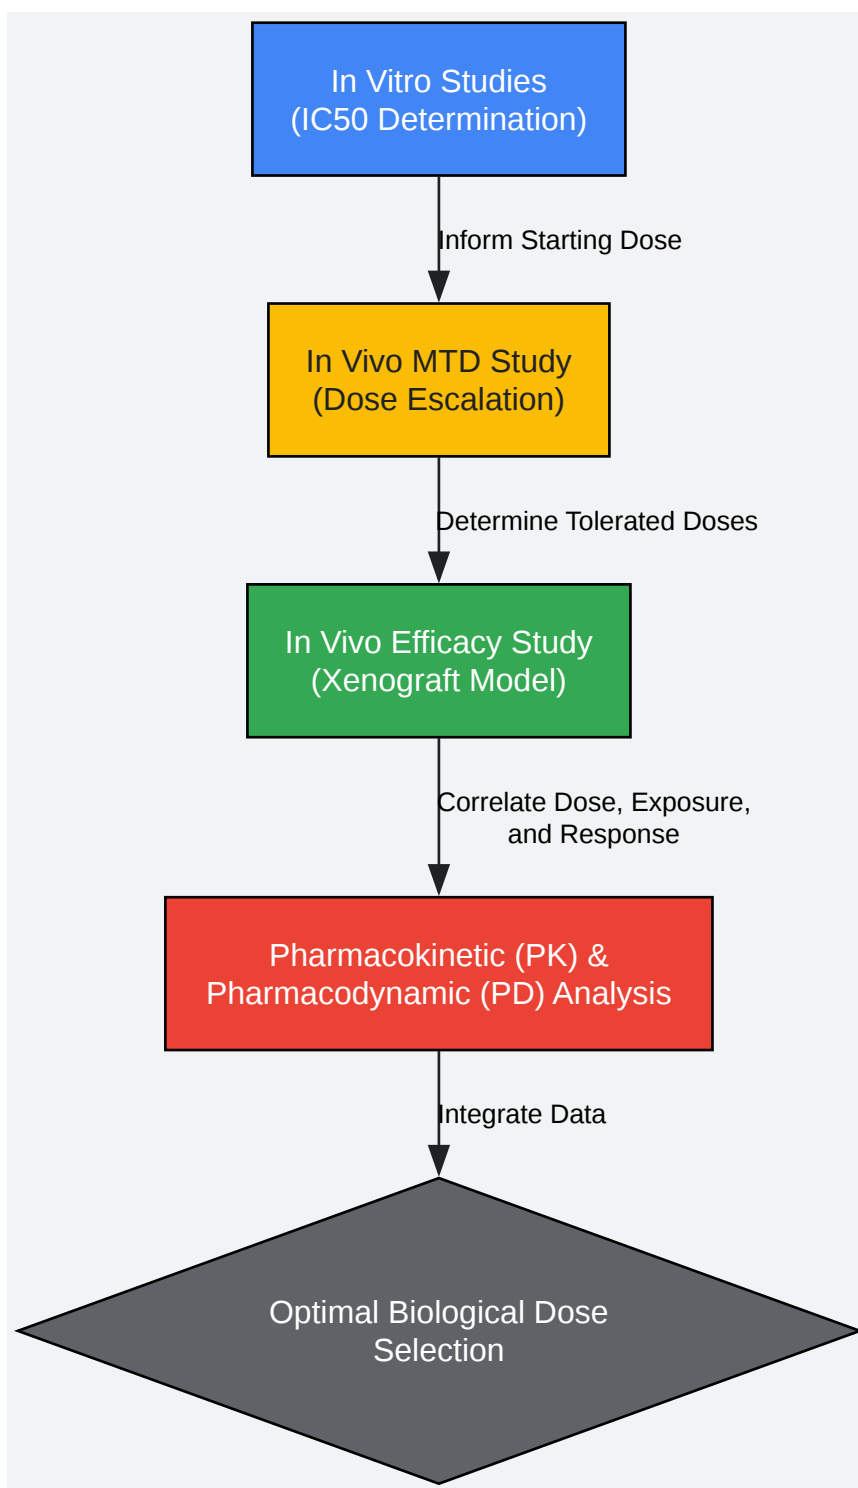 In Vitro Studies
(IC50 Determination)
Inform Starting Dose
In Vivo MTD Study
(Dose Escalation)
Determine Tolerated Doses
In Vivo Efficacy Study
(Xenograft Model)
Correlate Dose, Exposure,
and Response
Pharmacokinetic (PK) &
Pharmacodynamic (PD) Analysis
Integrate Data
Optimal Biological Dose
Selection